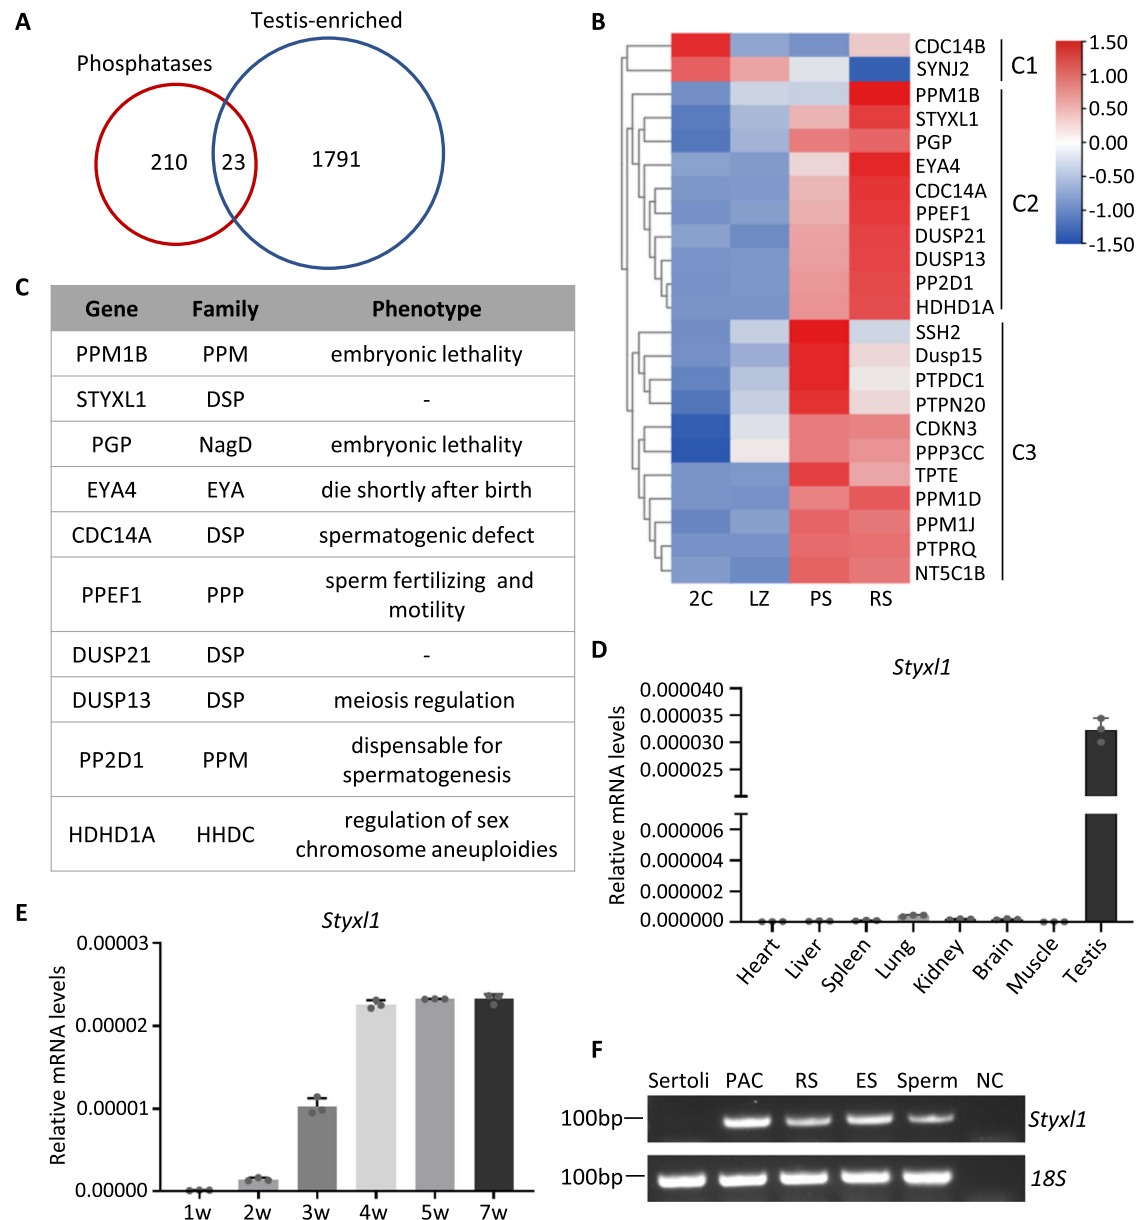 A
Testis-enriched
Phosphatases
210
23
1791
B
CDC14B
SYNJ2
PPM1B
STYXL1
PGP
EYA4
CDC14A
PPEF1
DUSP21
DUSP13
PP2D1
HDHD1A
SSH2
Dusp15
PTPDC1
PTPN20
CDKN3
PPP3CC
TPTE
PPM1D
PPM1J
PTPRQ
NT5C1B
C1
C2
C3
2C LZ PS RS
1.50
1.00
0.50
0.00
-0.50
-1.00
-1.50
C
Gene Family Phenotype
PPM1B PPM embryonic lethality
STYXL1 DSP -
PGP NagD embryonic lethality
EYA4 EYA die shortly after birth
CDC14A DSP spermatogenic defect
PPEF1 PPP sperm fertilizing and
motility
DUSP21 DSP -
DUSP13 DSP meiosis regulation
PP2D1 PPM dispensable for
spermatogenesis
HDHD1A HHDC regulation of sex
chromosome aneuploidies
D
Styxl1
Relative mRNA levels
0.000040
0.000035
0.000030
0.000025
0.000006
0.000004
0.000002
0.000000
Heart Liver Spleen Lung Kidney Brain Muscle Testis
E
Styxl1
Relative mRNA levels
0.00003
0.00002
0.00001
0.00000
1w 2w 3w 4w 5w 7w
F
Sertoli PAC RS ES Sperm NC
100bp Styxl1
100bp 18S